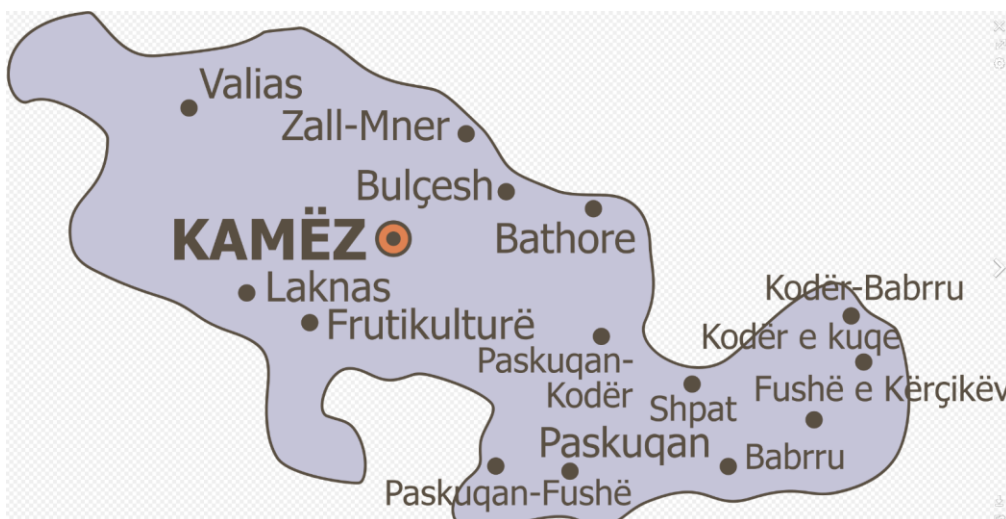 Valias
Zall-Mner
Bulçesh
KAMËZ
Bathore
Laknas
Kodër-Babrru
Frutikulturë
Kodër e kuqe
Paskuqan-
Kodër
Shpat
Fushë e Kërçikëv
Paskuqan
Babrru
Paskuqan-Fushë